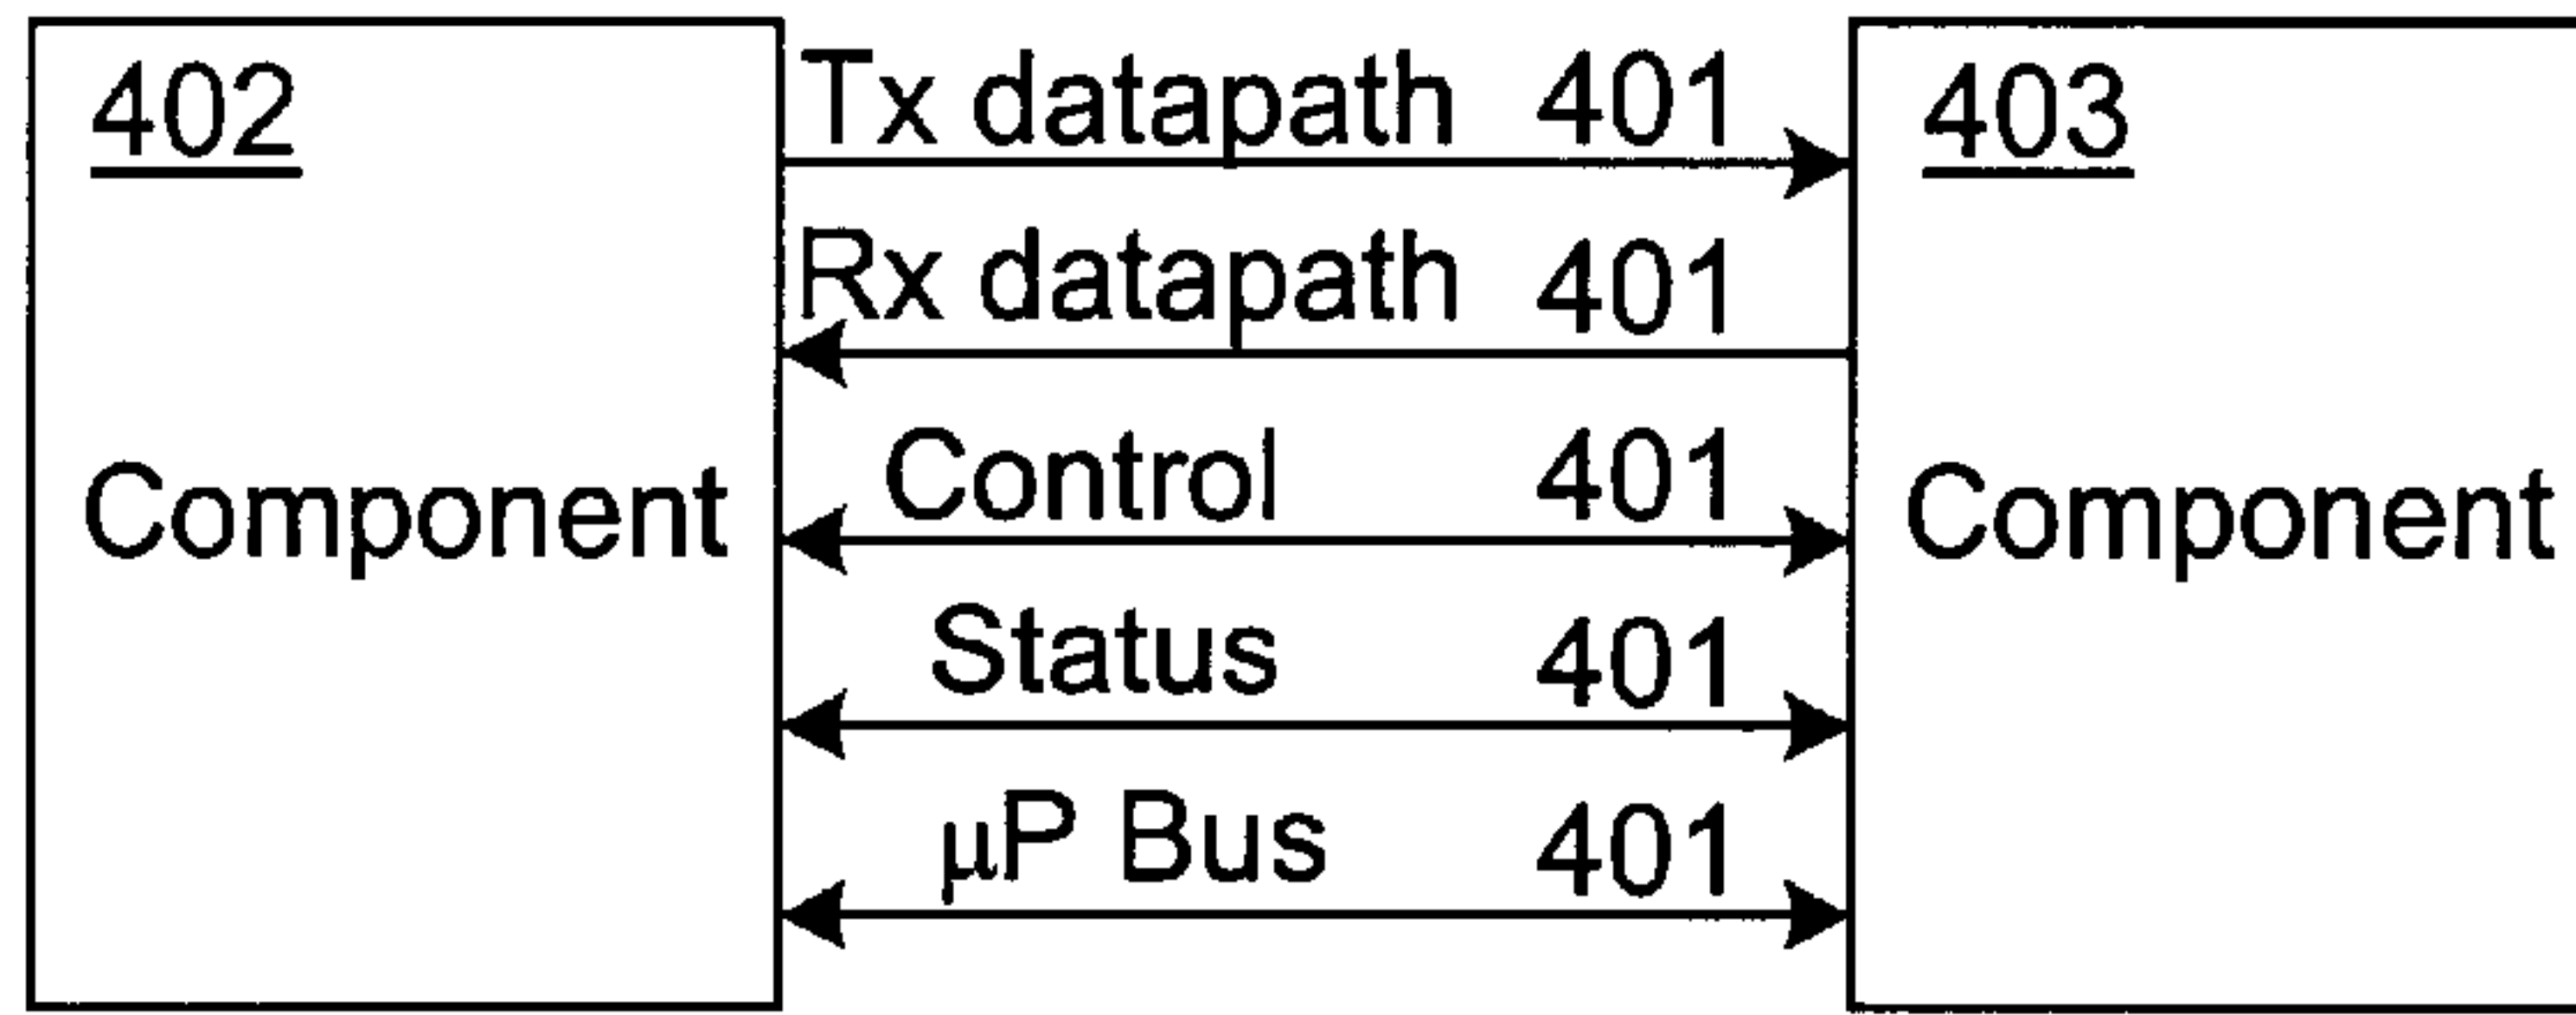 402
Component
Tx datapath 401
Rx datapath 401
Control 401
Status 401
µP Bus 401
403
Component